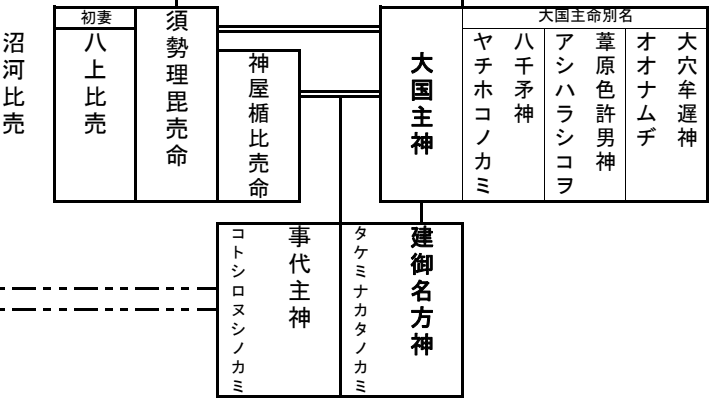 大国主命別名
大穴牟遅神
オオナムヂ
葦原色許男神
アシハラシコヲ
八千矛神
ヤチホコノカミ
大国主神
神屋楯比売命
須勢理毘売命
初妻
八上比売
沼河比売
建御名方神
タケミナカタノカミ
事代主神
コトシロヌシノカミ